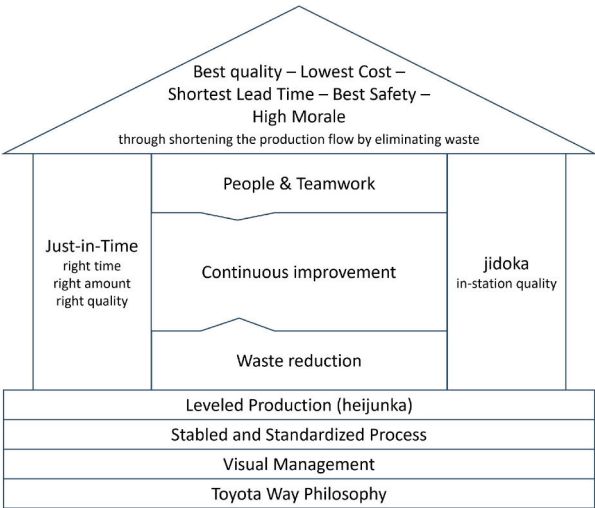 Best quality – Lowest Cost –
Shortest Lead Time – Best Safety –
High Morale
through shortening the production flow by eliminating waste
People & Teamwork
Just-in-Time
right time
right amount
right quality
Continuous improvement
jidoka
in-station quality
Waste reduction
Leveled Production (heijunka)
Stabled and Standardized Process
Visual Management
Toyota Way Philosophy